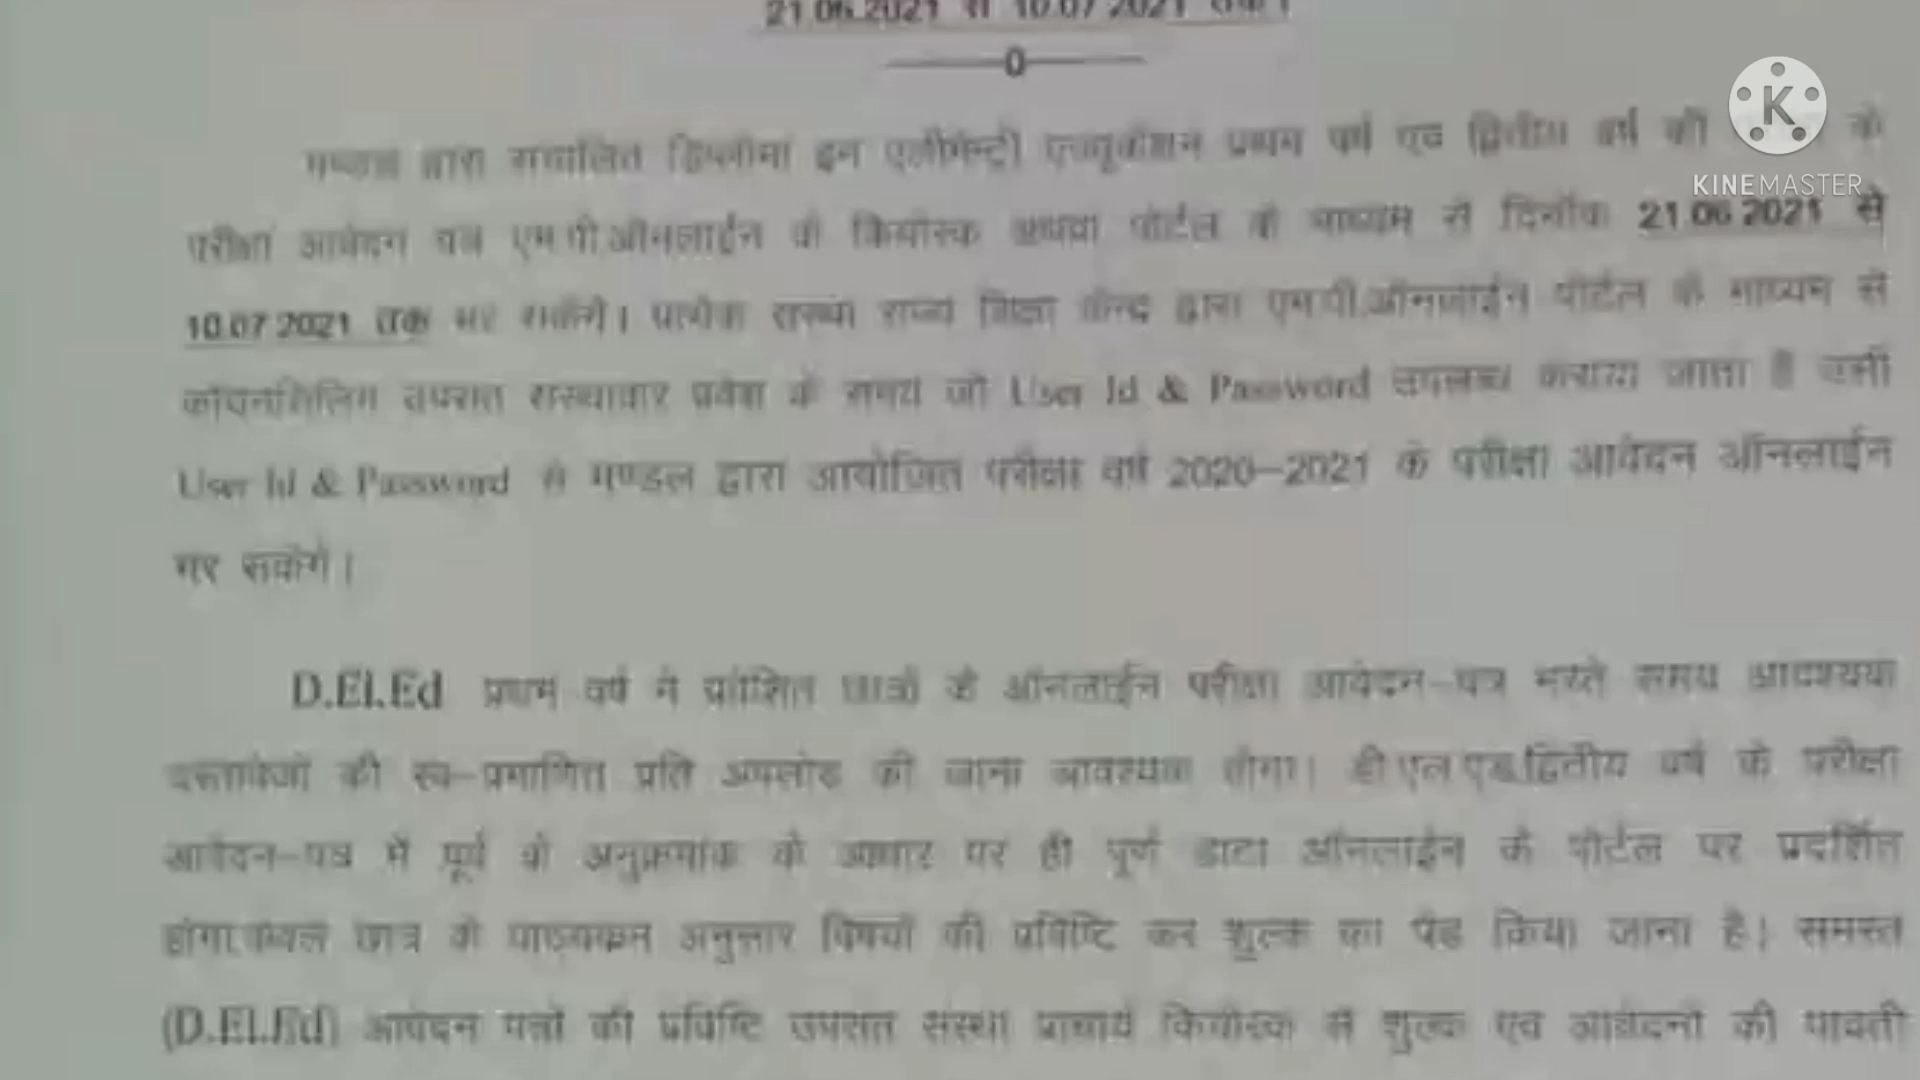 21.06.2021 से 10.07.2021 तक।
0
मण्डल द्वारा संचालित डिप्लोमा इन एलीमेन्ट्री एज्यूकेशन प्रथम वर्ष एवं द्वितीय वर्ष की के
परीक्षा आवेदन पत्र एम.पी.ऑनलाईन के कियोस्क अथवा पोर्टल के माध्यम से दिनांक 21.06.2021 से
10.07.2021 तक भर सकेंगे। प्रत्येक संस्था राज्य शिक्षा केन्द्र द्वारा एम.पी.ऑनलाईन पोर्टल के माध्यम से
उपरांत संस्थावार प्रवेश के समय जो User Id & Password उपलब्ध कराया जाता है उसी
User Id & Password से मण्डल द्वारा आयोजित परीक्षा वर्ष 2020-2021 के परीक्षा आवेदन ऑनलाईन
भर सकेंगे।
D.El.Ed प्रथम वर्ष में छात्रों के ऑनलाईन परीक्षा आवेदन-पत्र भरते समय आवश्यक
दस्तावेजों की स्व-प्रमाणित प्रति अपलोड की जाना आवश्यक होगा। डी.एल.एड.द्वितीय वर्ष के परीक्षा
आवेदन-पत्र में पूर्व के अनुक्रमांक के आधार पर ही पूर्ण डाटा ऑनलाईन के पोर्टल पर प्रदर्शित
होगा.केवल छात्र के पाठ्यक्रम अनुसार विषयों की प्रविष्टि कर शुल्क का पेड किया जाना है। समस्त
(D.El.Ed) आवेदन पत्रों की प्रविष्टि उपरांत संस्था प्राचार्य कियोस्क से शुल्क एवं आवेदनों की पावती
K
KINEMASTER